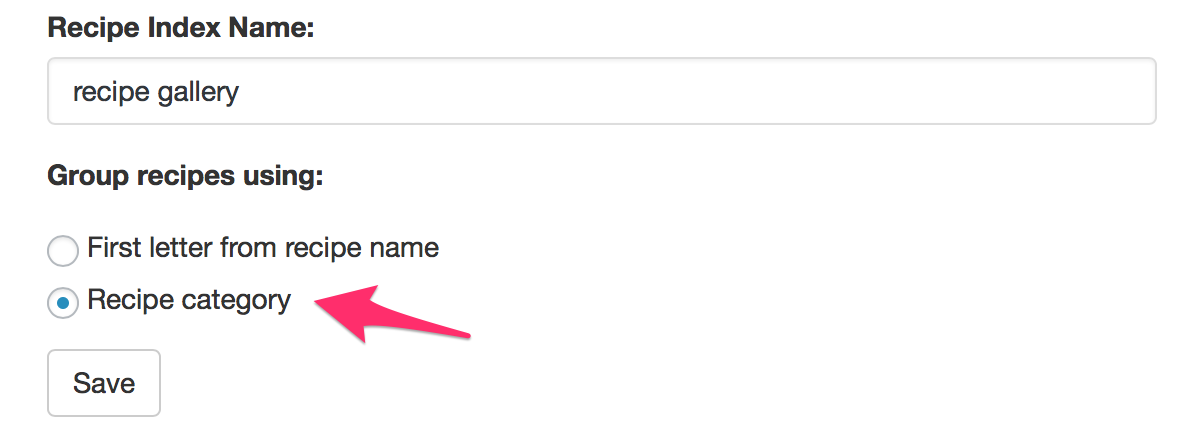 Recipe Index Name:
recipe gallery
Group recipes using:
First letter from recipe name
Recipe category
Save